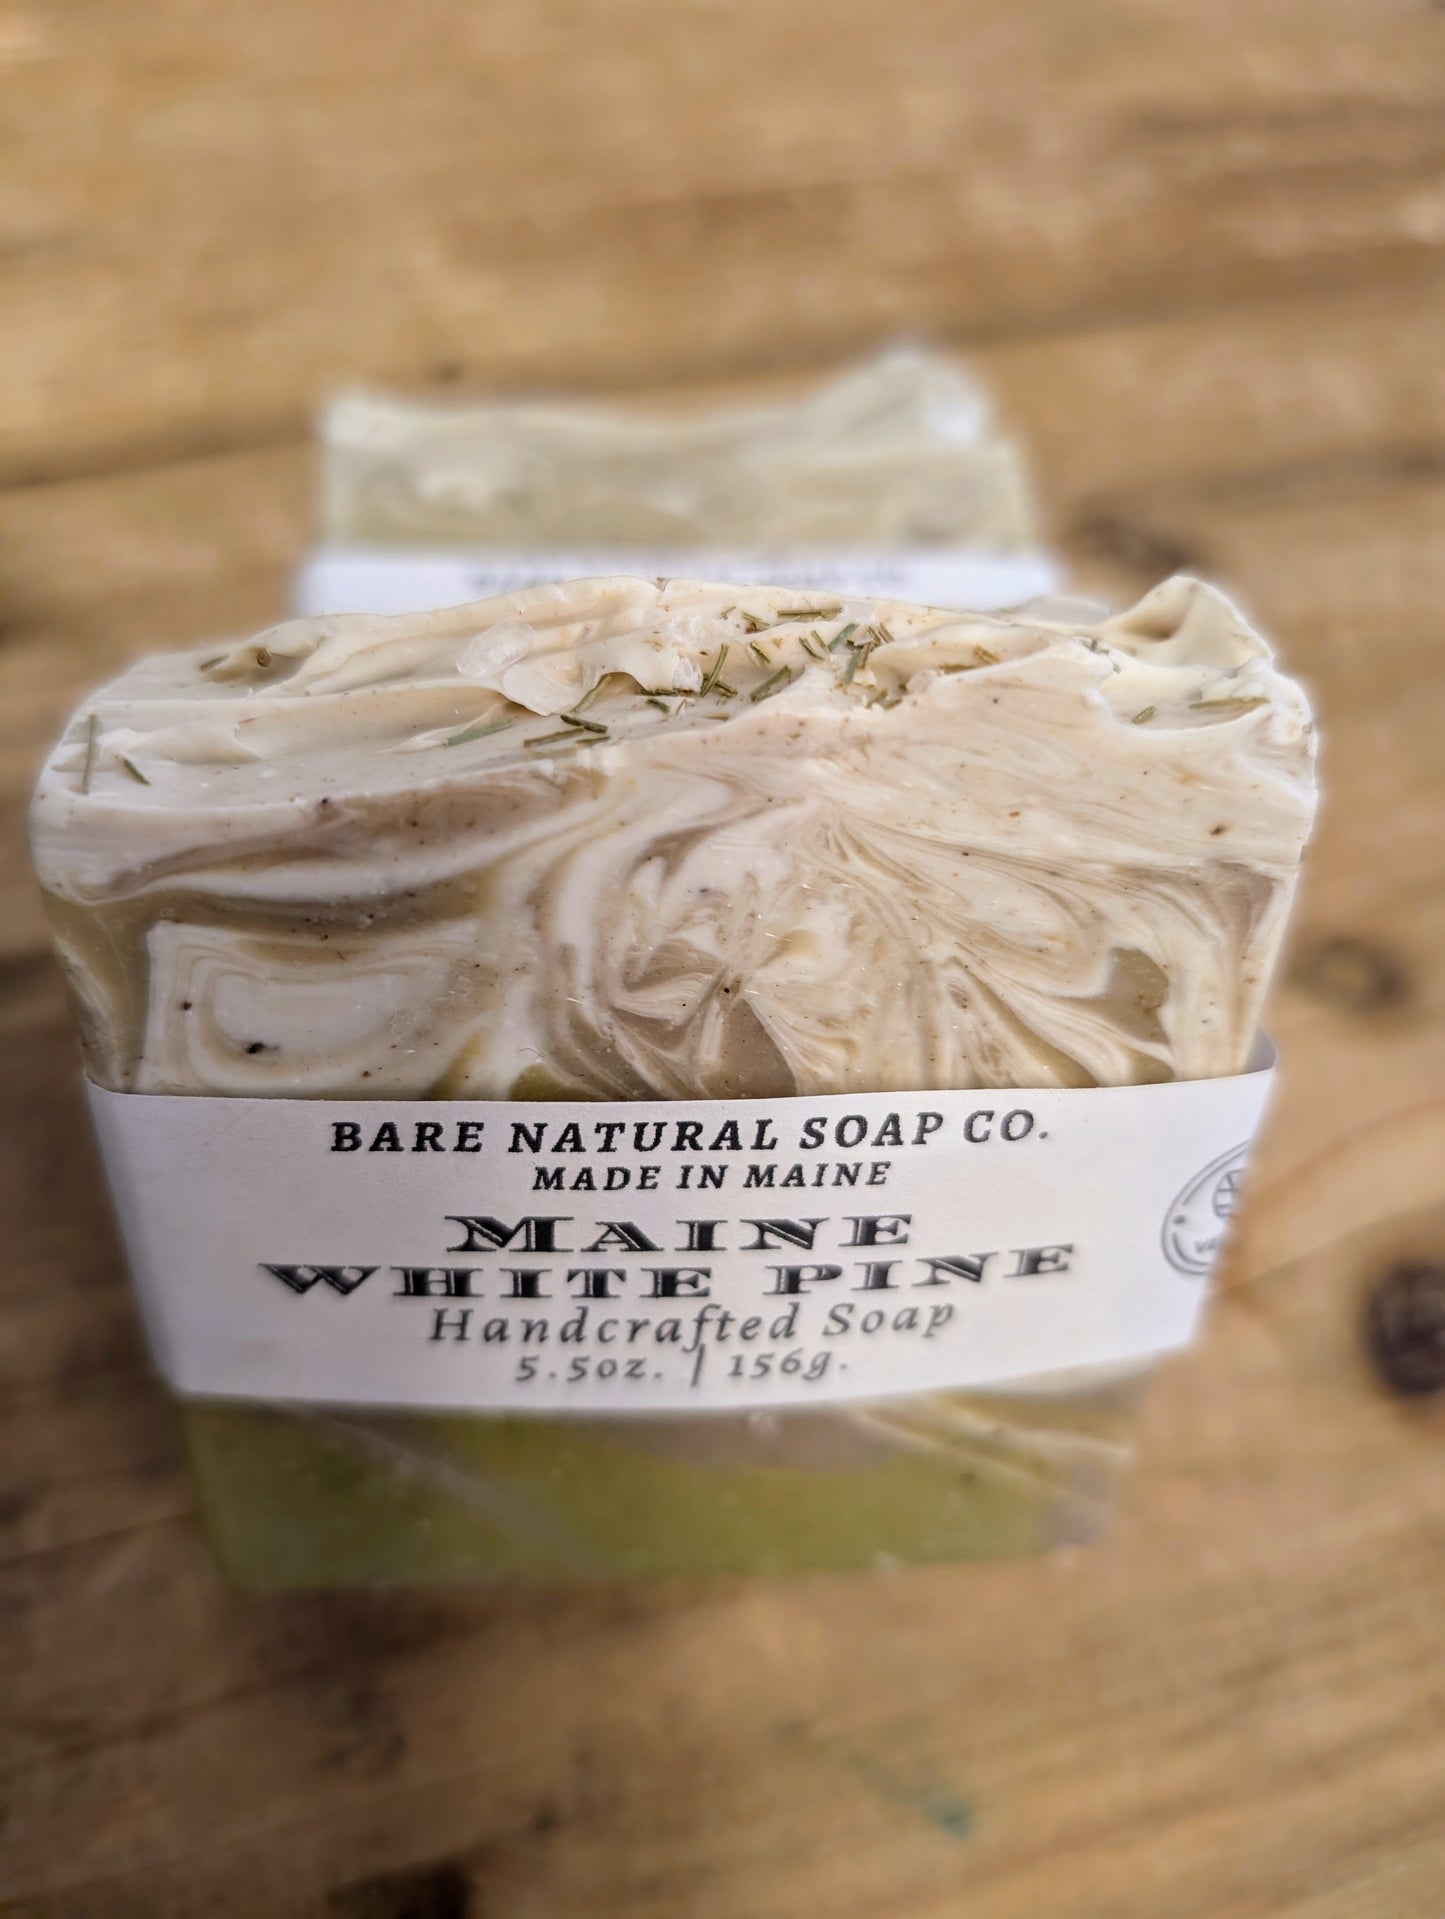 BARE NATURAL SOAP CO.
MADE IN MAINE
MAINE
WHITE PINE
Handcrafted Soap
5.5oz. | 156g.